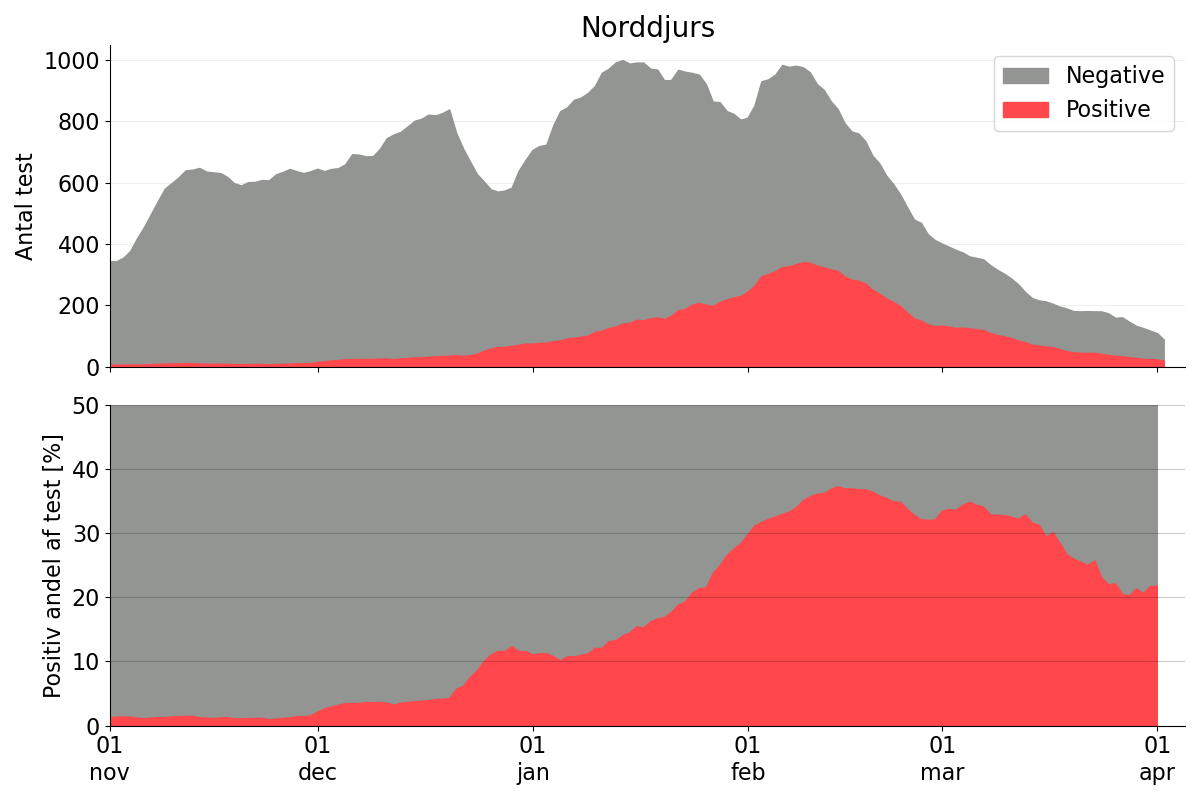 Norddjurs
Antal test
1000
800
600
400
200
0
Negative
Positive
Positiv andel af test [%]
50
40
30
20
10
0
01 01 01 01 01 01
nov dec jan feb mar apr